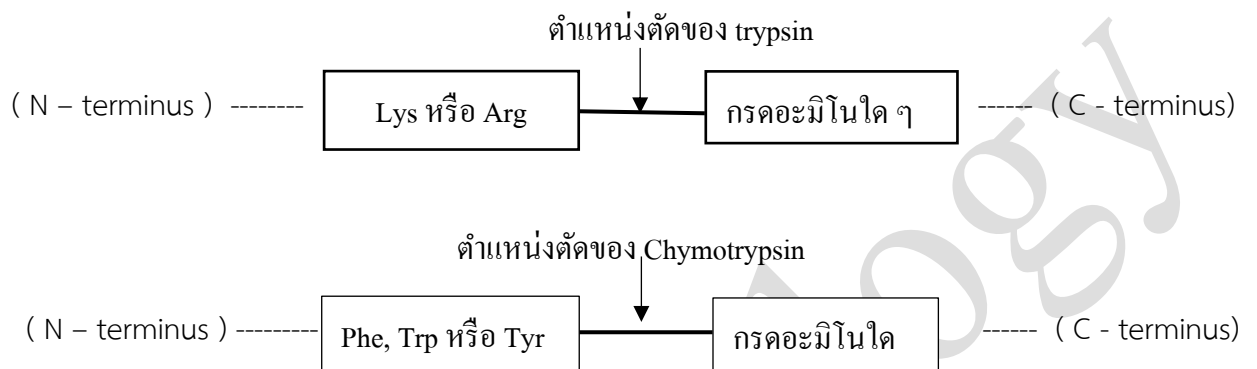 ตำแหน่งตัดของ trypsin
( N – terminus ) -------- Lys หรือ Arg กรดอะมิโนใด ๆ ------ ( C - terminus)
ตำแหน่งตัดของ Chymotrypsin
( N – terminus ) ------------ Phe, Trp หรือ Tyr กรดอะมิโนใด ------ ( C - terminus)
logy